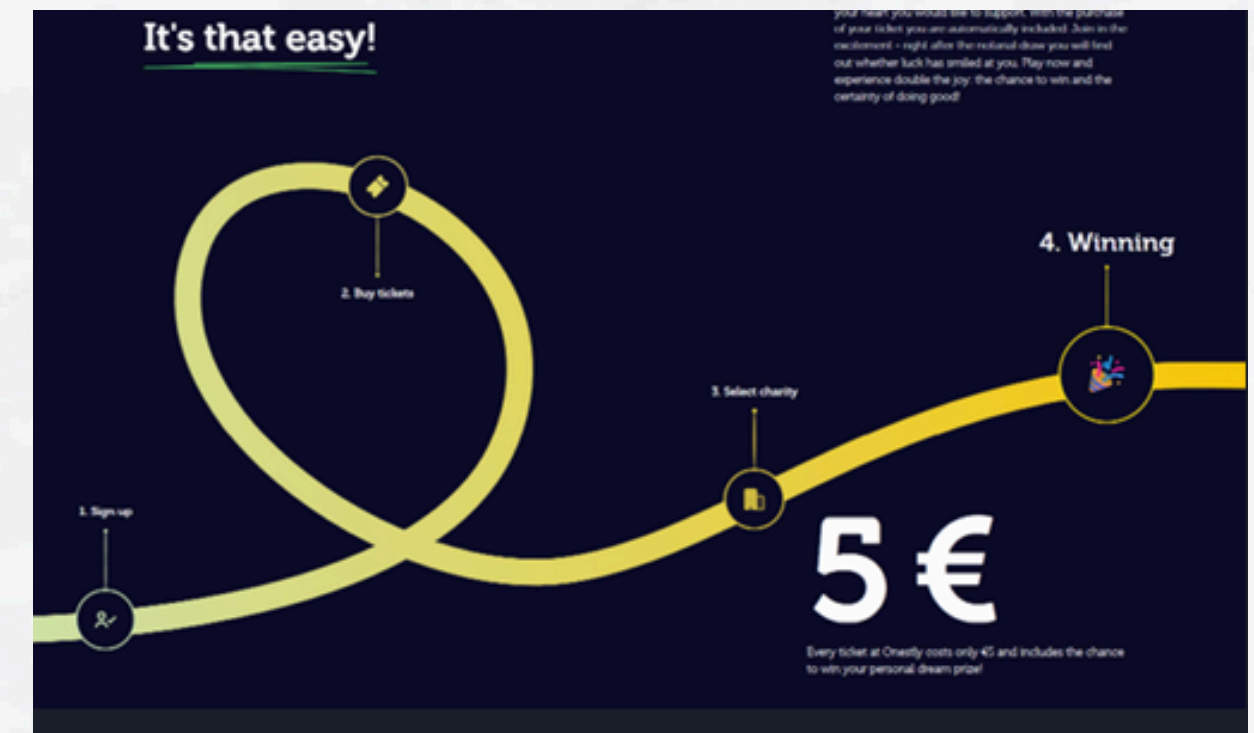 It's that easy!
your heart you would like to support. With the purchase
of your ticket you are automatically included. Join in the
excitement - right after the notarial draw you will find
out whether luck has smiled at you. Play now and
experience double the joy: the chance to win and the
certainty of doing good!
2. Buy tickets
4. Winning
3. Select charity
1. Sign up
5 €
Every ticket at Onestly costs only €5 and includes the chance
to win your personal dream prize!